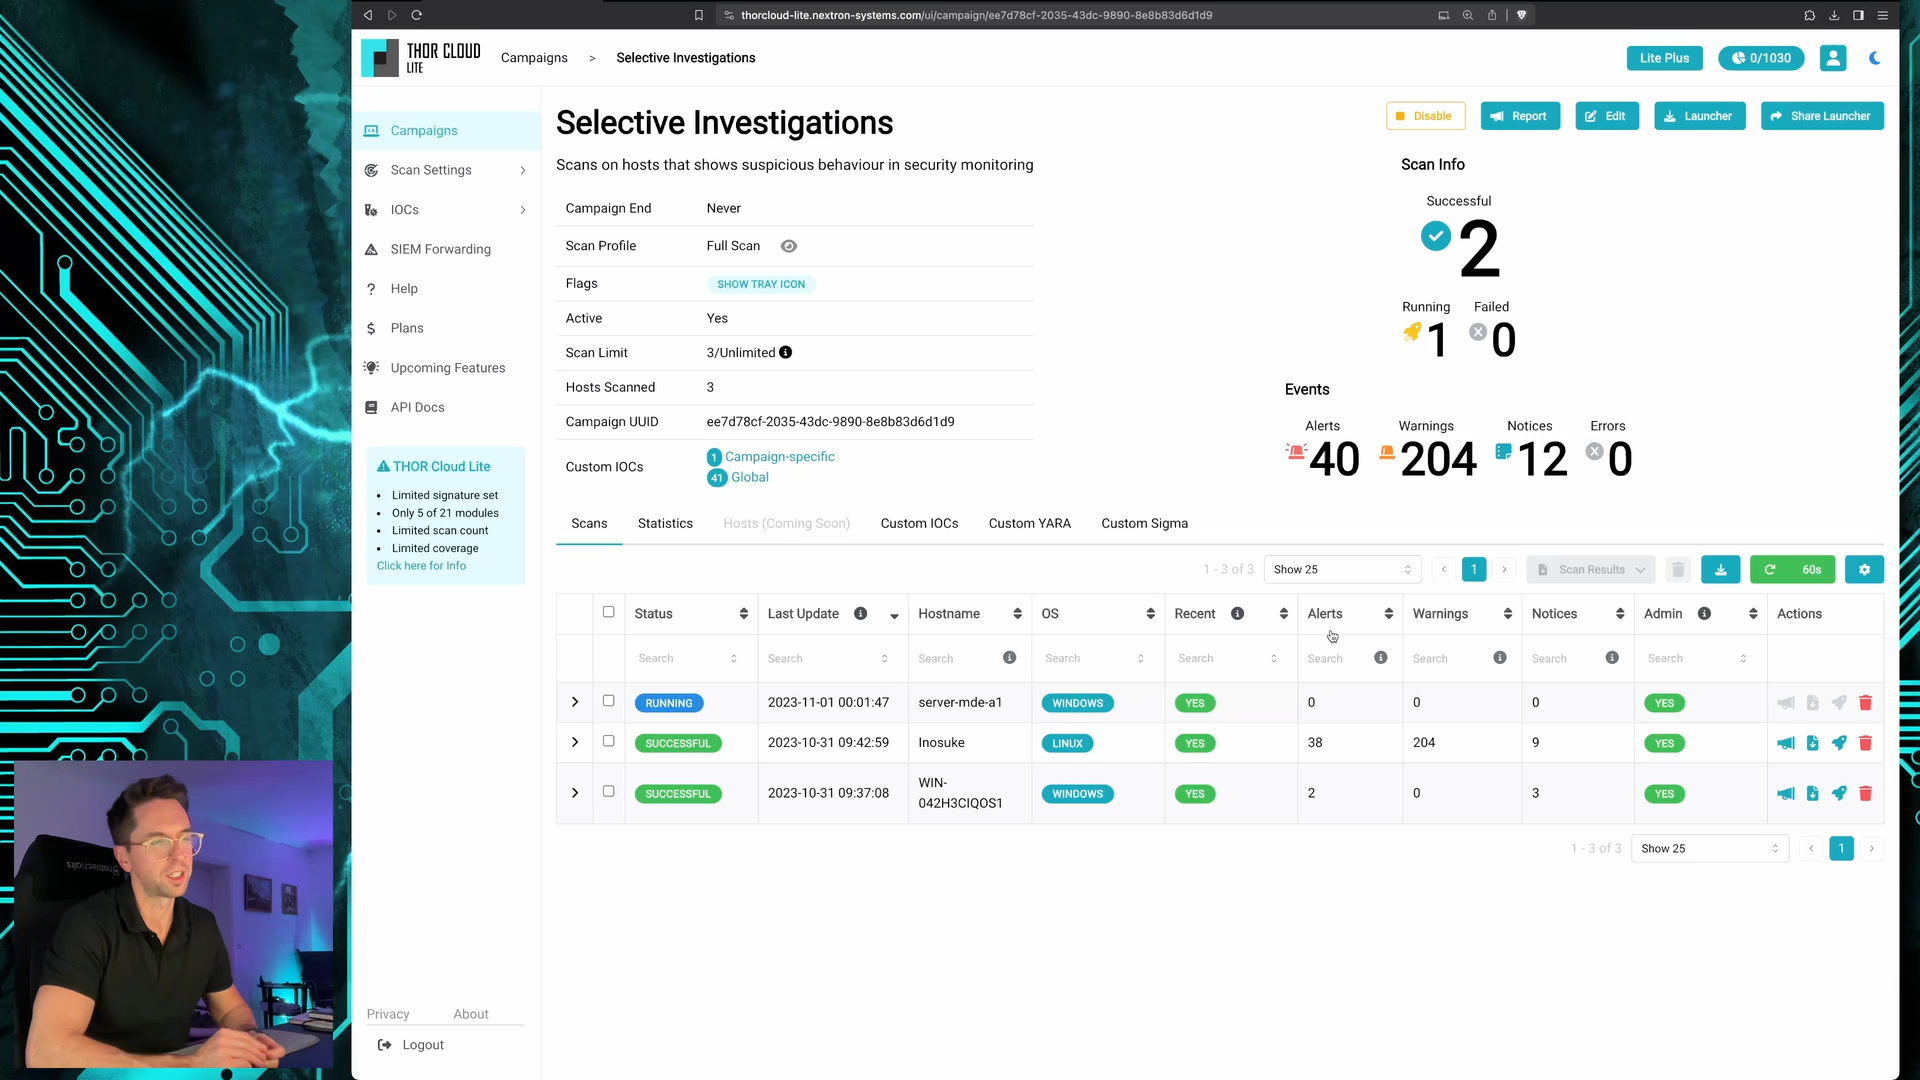 thorcloud-lite.nextron-systems.com/ui/campaign/ee7d78cf-2035-43dc-9890-8e8b83d6d1d9
THOR CLOUD
LITE
Campaigns > Selective Investigations
Lite Plus
0/1030
Campaigns
Scan Settings
IOCs
SIEM Forwarding
? Help
$ Plans
Upcoming Features
API Docs
THOR Cloud Lite
• Limited signature set
• Only 5 of 21 modules
• Limited scan count
• Limited coverage
Click here for Info
Privacy About
Logout
Selective Investigations
Disable Report Edit Launcher Share Launcher
Scans on hosts that shows suspicious behaviour in security monitoring
Campaign End Never
Scan Profile Full Scan
Flags SHOW TRAY ICON
Active Yes
Scan Limit 3/Unlimited
Hosts Scanned 3
Campaign UUID ee7d78cf-2035-43dc-9890-8e8b83d6d1d9
Custom IOCs 1 Campaign-specific
41 Global
Scan Info
Successful
2
Running Failed
1 0
Events
Alerts Warnings Notices Errors
40 204 12 0
Scans Statistics Hosts (Coming Soon) Custom IOCs Custom YARA Custom Sigma
1 - 3 of 3 Show 25 < 1 > Scan Results 60s
Status Last Update Hostname OS Recent Alerts Warnings Notices Admin Actions
Search Search Search Search Search Search Search Search Search
RUNNING 2023-11-01 00:01:47 server-mde-a1 WINDOWS YES 0 0 0 YES
SUCCESSFUL 2023-10-31 09:42:59 Inosuke LINUX YES 38 204 9 YES
SUCCESSFUL 2023-10-31 09:37:08 WIN-
042H3CIQOS1 WINDOWS YES 2 0 3 YES
1 - 3 of 3 Show 25 < 1 >
noblechairs